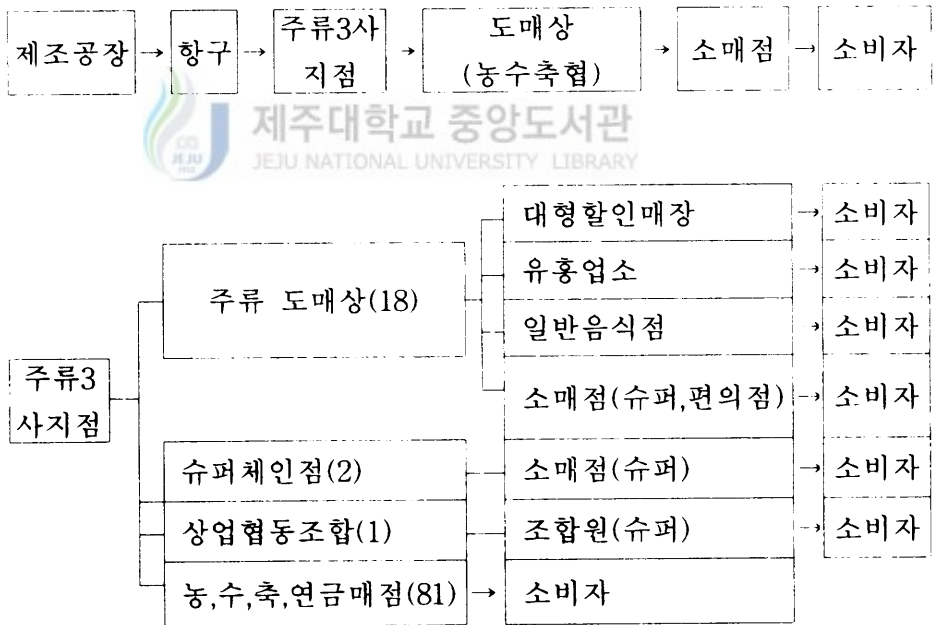 제조공장 → 항구 → 주류3사 지점 → 도매상 (농수축협) → 소매점 → 소비자
제주대학교 중앙도서관
JEJU NATIONAL UNIVERSITY LIBRARY
JEJU
1952
주류3
사지점
주류 도매상(18)
대형할인매장 → 소비자
유흥업소 → 소비자
일반음식점 → 소비자
소매점(슈퍼,편의점) → 소비자
슈퍼체인점(2)
소매점(슈퍼) → 소비자
상업협동조합(1)
조합원(슈퍼) → 소비자
농,수,축,연금매점(81) → 소비자